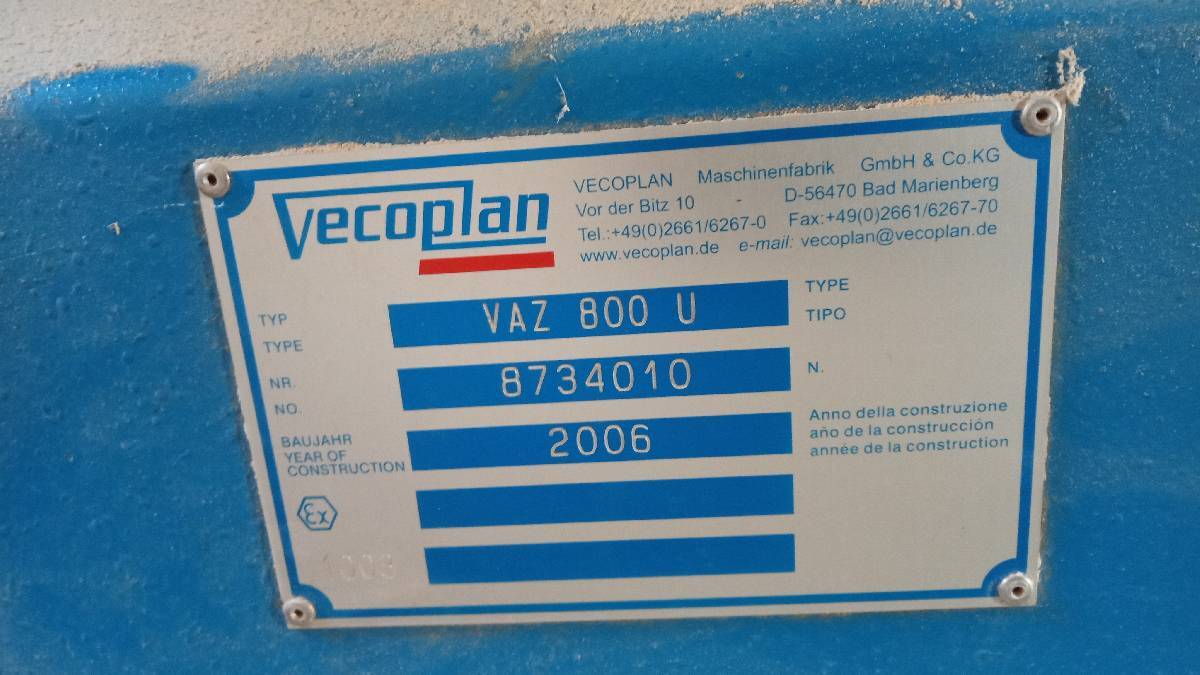 vecoplan
VECOPLAN Maschinenfabrik GmbH & Co.KG
Vor der Bitz 10 - D-56470 Bad Marienberg
Tel.:+49(0)2661/6267-0 Fax:+49(0)2661/6267-70
www.vecoplan.de e-mail: vecoplan@vecoplan.de
TYP
TYPE
VAZ 800 U
TYPE
TIPO
NR.
NO.
8734010
N.
BAUJAHR
YEAR OF
CONSTRUCTION
2006
Anno della construzione
año de la construcción
année de la construction
Ex